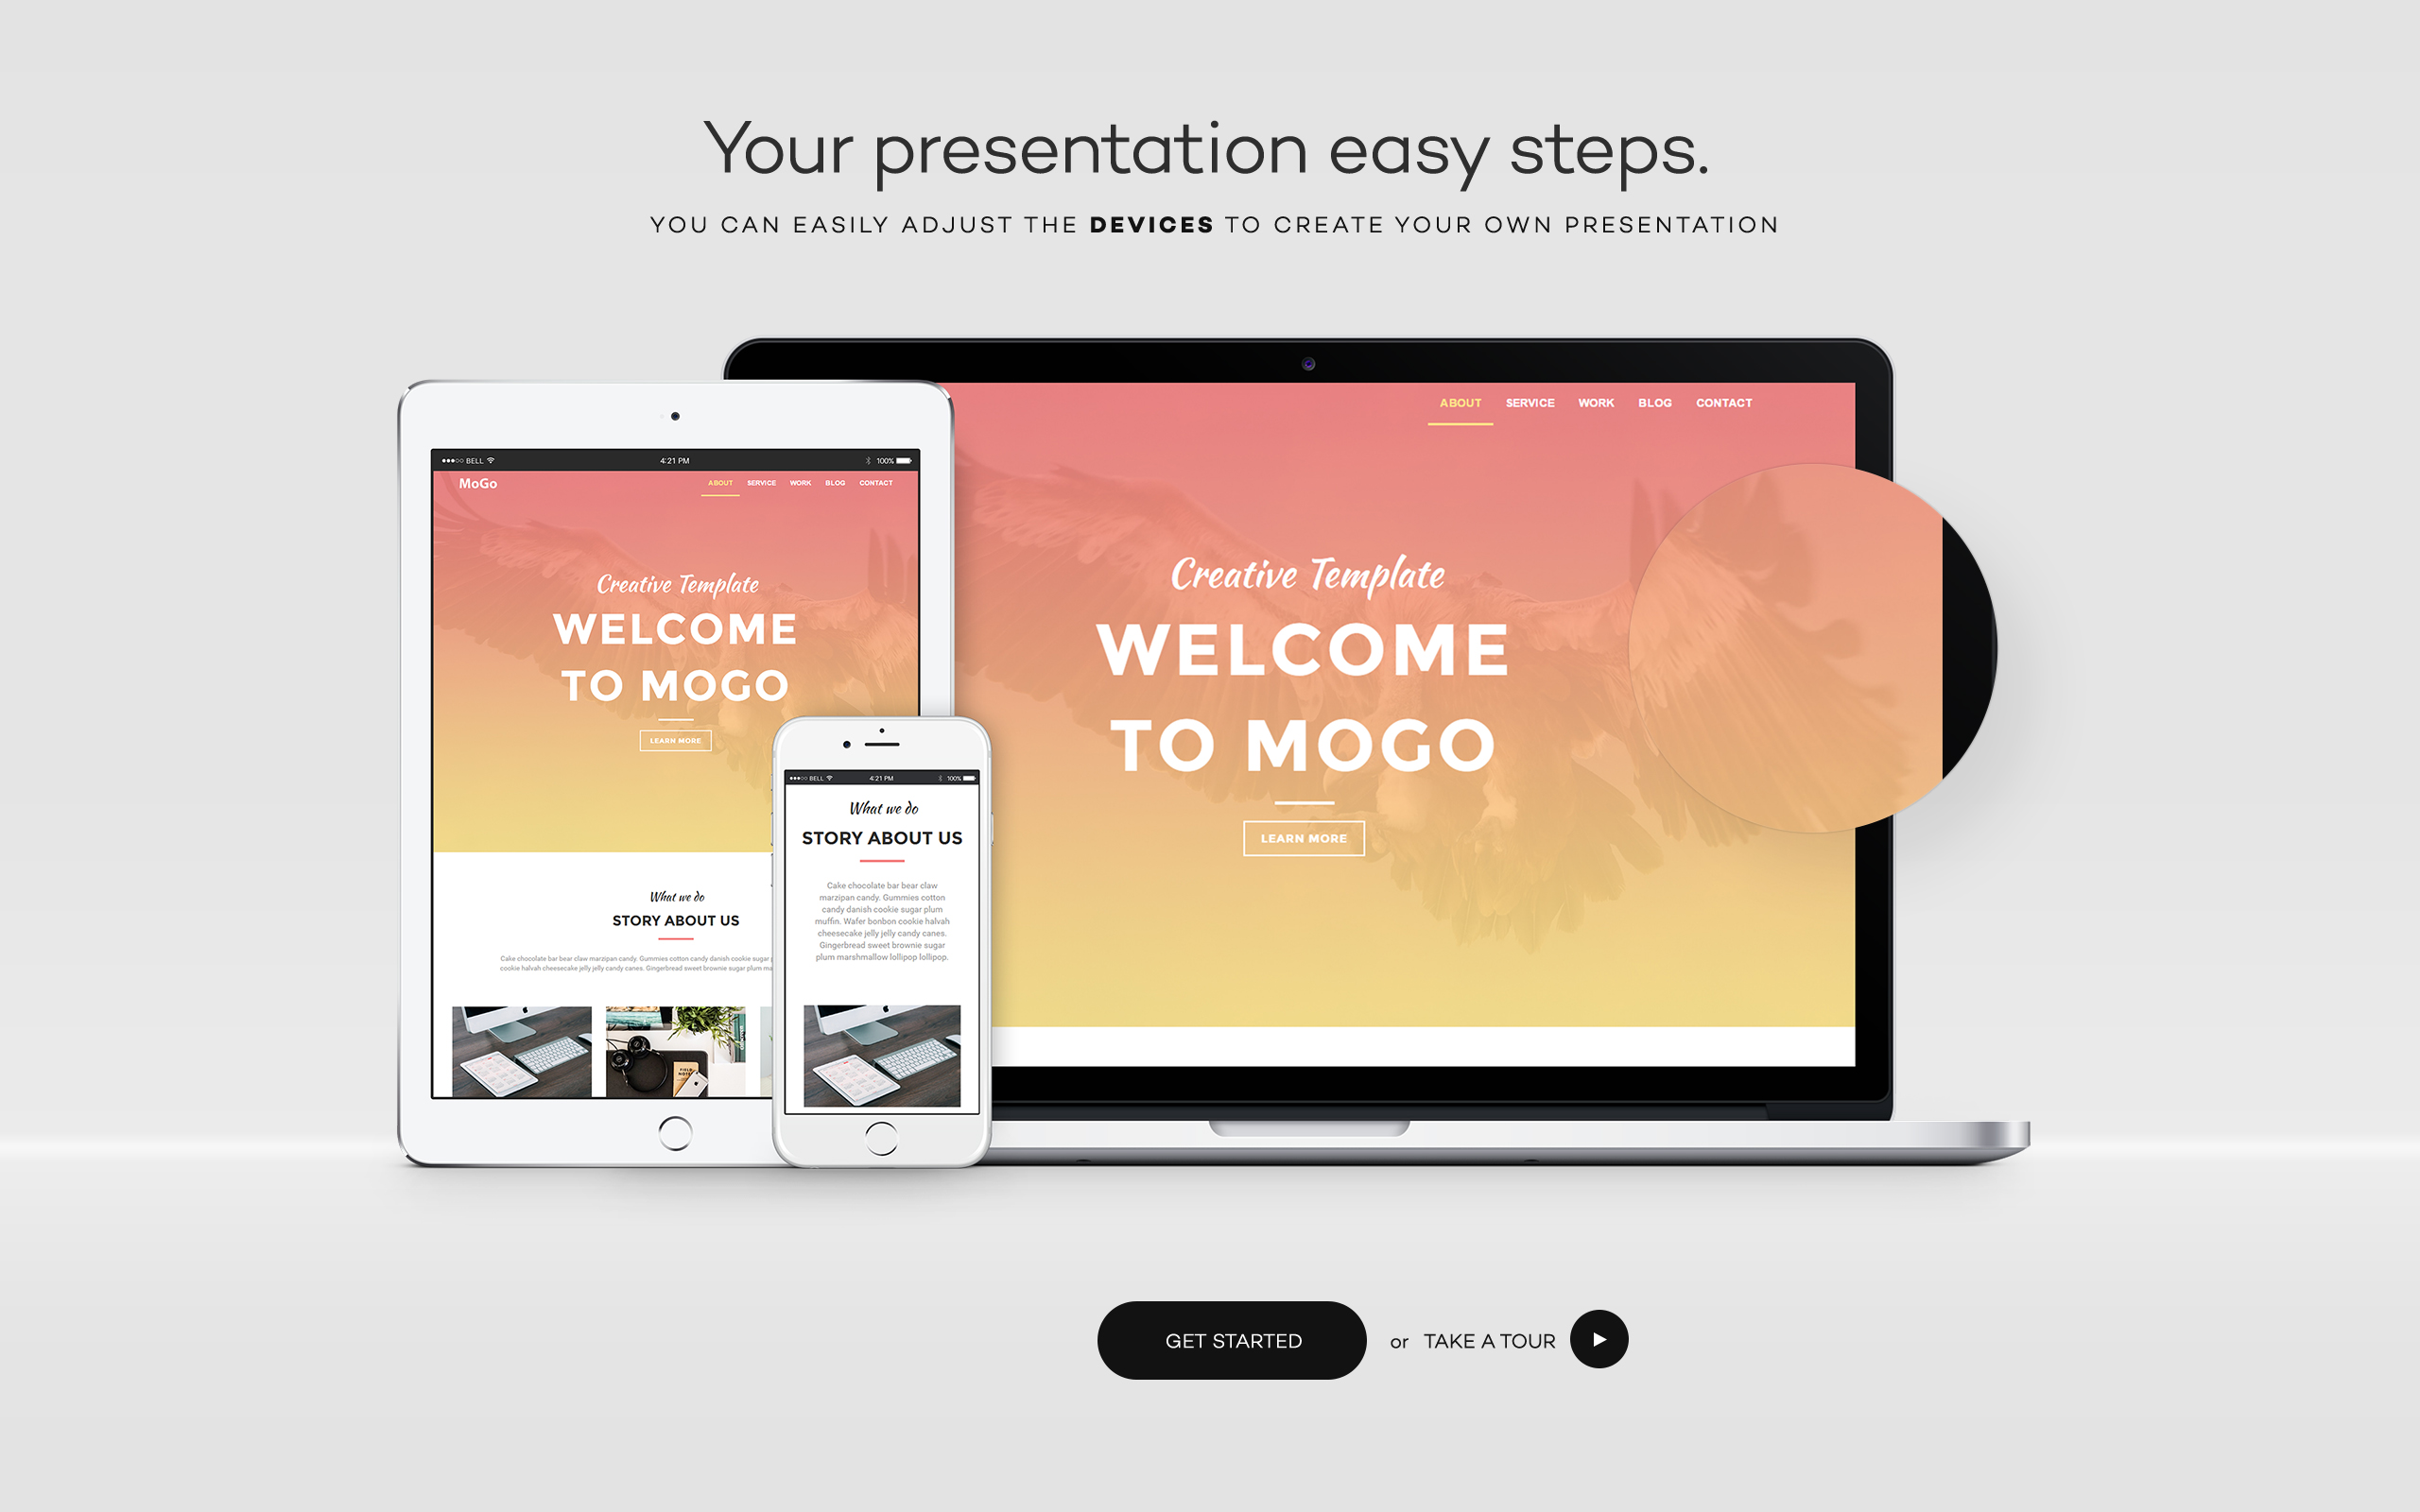 Your presentation easy steps.
YOU CAN EASILY ADJUST THE DEVICES TO CREATE YOUR OWN PRESENTATION
ABOUT SERVICE WORK BLOG CONTACT
Creative Template
WELCOME
TO MOGO
LEARN MORE
BELL 4:21 PM 100%
MoGo ABOUT SERVICE WORK BLOG CONTACT
Creative Template
WELCOME
TO MOGO
LEARN MORE
What we do
STORY ABOUT US
Cake chocolate bar bear claw marzipan candy. Gummies cotton candy danish cookie sugar
cookie halvah cheesecake jelly jelly candy canes. Gingerbread sweet brownie sugar plum
BELL 4:21 PM 100%
What we do
STORY ABOUT US
Cake chocolate bar bear claw
marzipan candy. Gummies cotton
candy danish cookie sugar plum
muffin. Wafer bonbon cookie halvah
cheesecake jelly jelly candy canes.
Gingerbread sweet brownie sugar
plum marshmallow lollipop lollipop.
GET STARTED or TAKE A TOUR